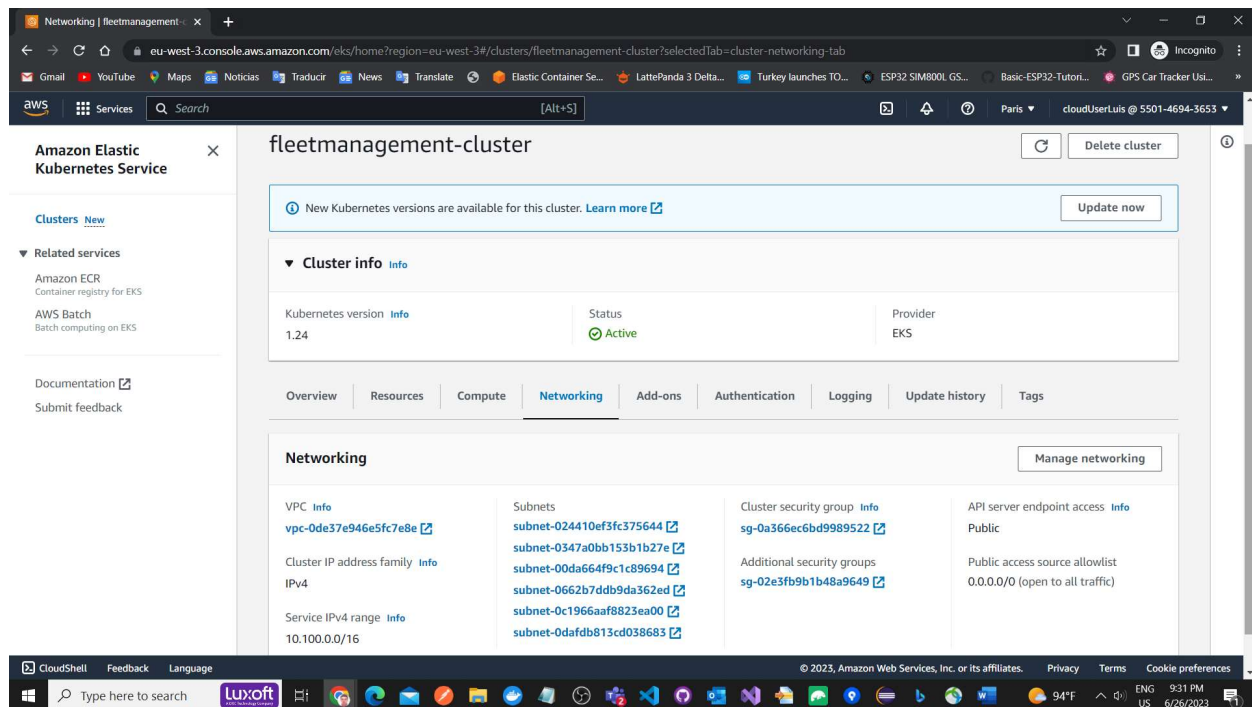 Networking | fleetmanagement-c
eu-west-3.console.aws.amazon.com/eks/home?region=eu-west-3#/clusters/fleetmanagement-cluster?selectedTab=cluster-networking-tab
Incognito
Gmail YouTube Maps Noticias Traducir News Translate Elastic Container Se... LattePanda 3 Delta... Turkey launches TO... ESP32 SIM800L GS... Basic-ESP32-Tutori... GPS Car Tracker Usi... »
aws Services Search [Alt+S] Paris cloudUserLuis @ 5501-4694-3653
Amazon Elastic
Kubernetes Service
Clusters New
Related services
Amazon ECR
Container registry for EKS
AWS Batch
Batch computing on EKS
Documentation
Submit feedback
fleetmanagement-cluster
Delete cluster
New Kubernetes versions are available for this cluster. Learn more
Update now
Cluster info Info
Kubernetes version Info
1.24
Status
Active
Provider
EKS
Overview Resources Compute Networking Add-ons Authentication Logging Update history Tags
Networking
Manage networking
VPC Info
vpc-0de37e946e5fc7e8e
Cluster IP address family Info
IPv4
Service IPv4 range Info
10.100.0.0/16
Subnets
subnet-024410ef3fc375644
subnet-0347a0bb153b1b27e
subnet-00da664f9c1c89694
subnet-0662b7ddb9da362ed
subnet-0c1966aaf8823ea00
subnet-0dafdb813cd038683
Cluster security group Info
sg-0a366ec6bd9989522
Additional security groups
sg-02e3fb9b1b48a9649
API server endpoint access Info
Public
Public access source allowlist
0.0.0.0/0 (open to all traffic)
CloudShell Feedback Language © 2023, Amazon Web Services, Inc. or its affiliates. Privacy Terms Cookie preferences
Type here to search
Luxoft
94°F
ENG
US
9:31 PM
6/26/2023